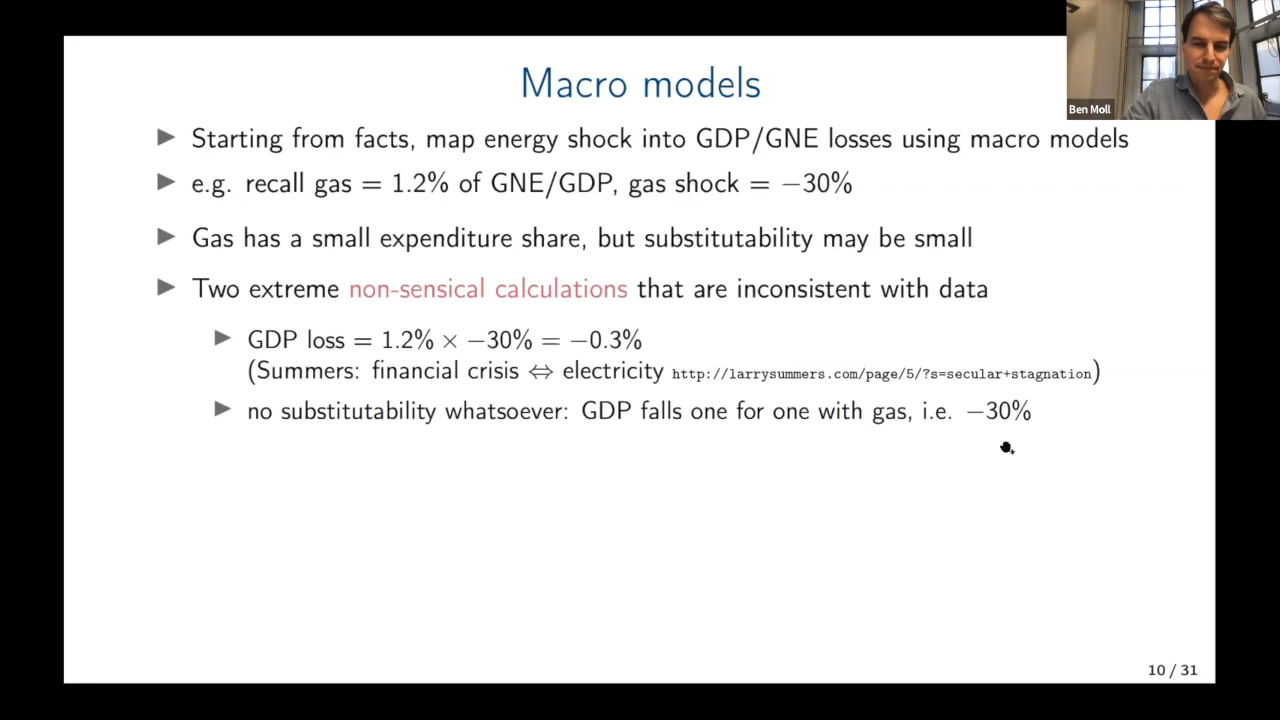 Macro models
Ben Moll
▶ Starting from facts, map energy shock into GDP/GNE losses using macro models
▶ e.g. recall gas = 1.2% of GNE/GDP, gas shock = −30%
▶ Gas has a small expenditure share, but substitutability may be small
▶ Two extreme non-sensical calculations that are inconsistent with data
▶ GDP loss = 1.2% × −30% = −0.3%
(Summers: financial crisis ⇔ electricity http://larrysummers.com/page/5/?s=secular+stagnation)
▶ no substitutability whatsoever: GDP falls one for one with gas, i.e. −30%
10 / 31